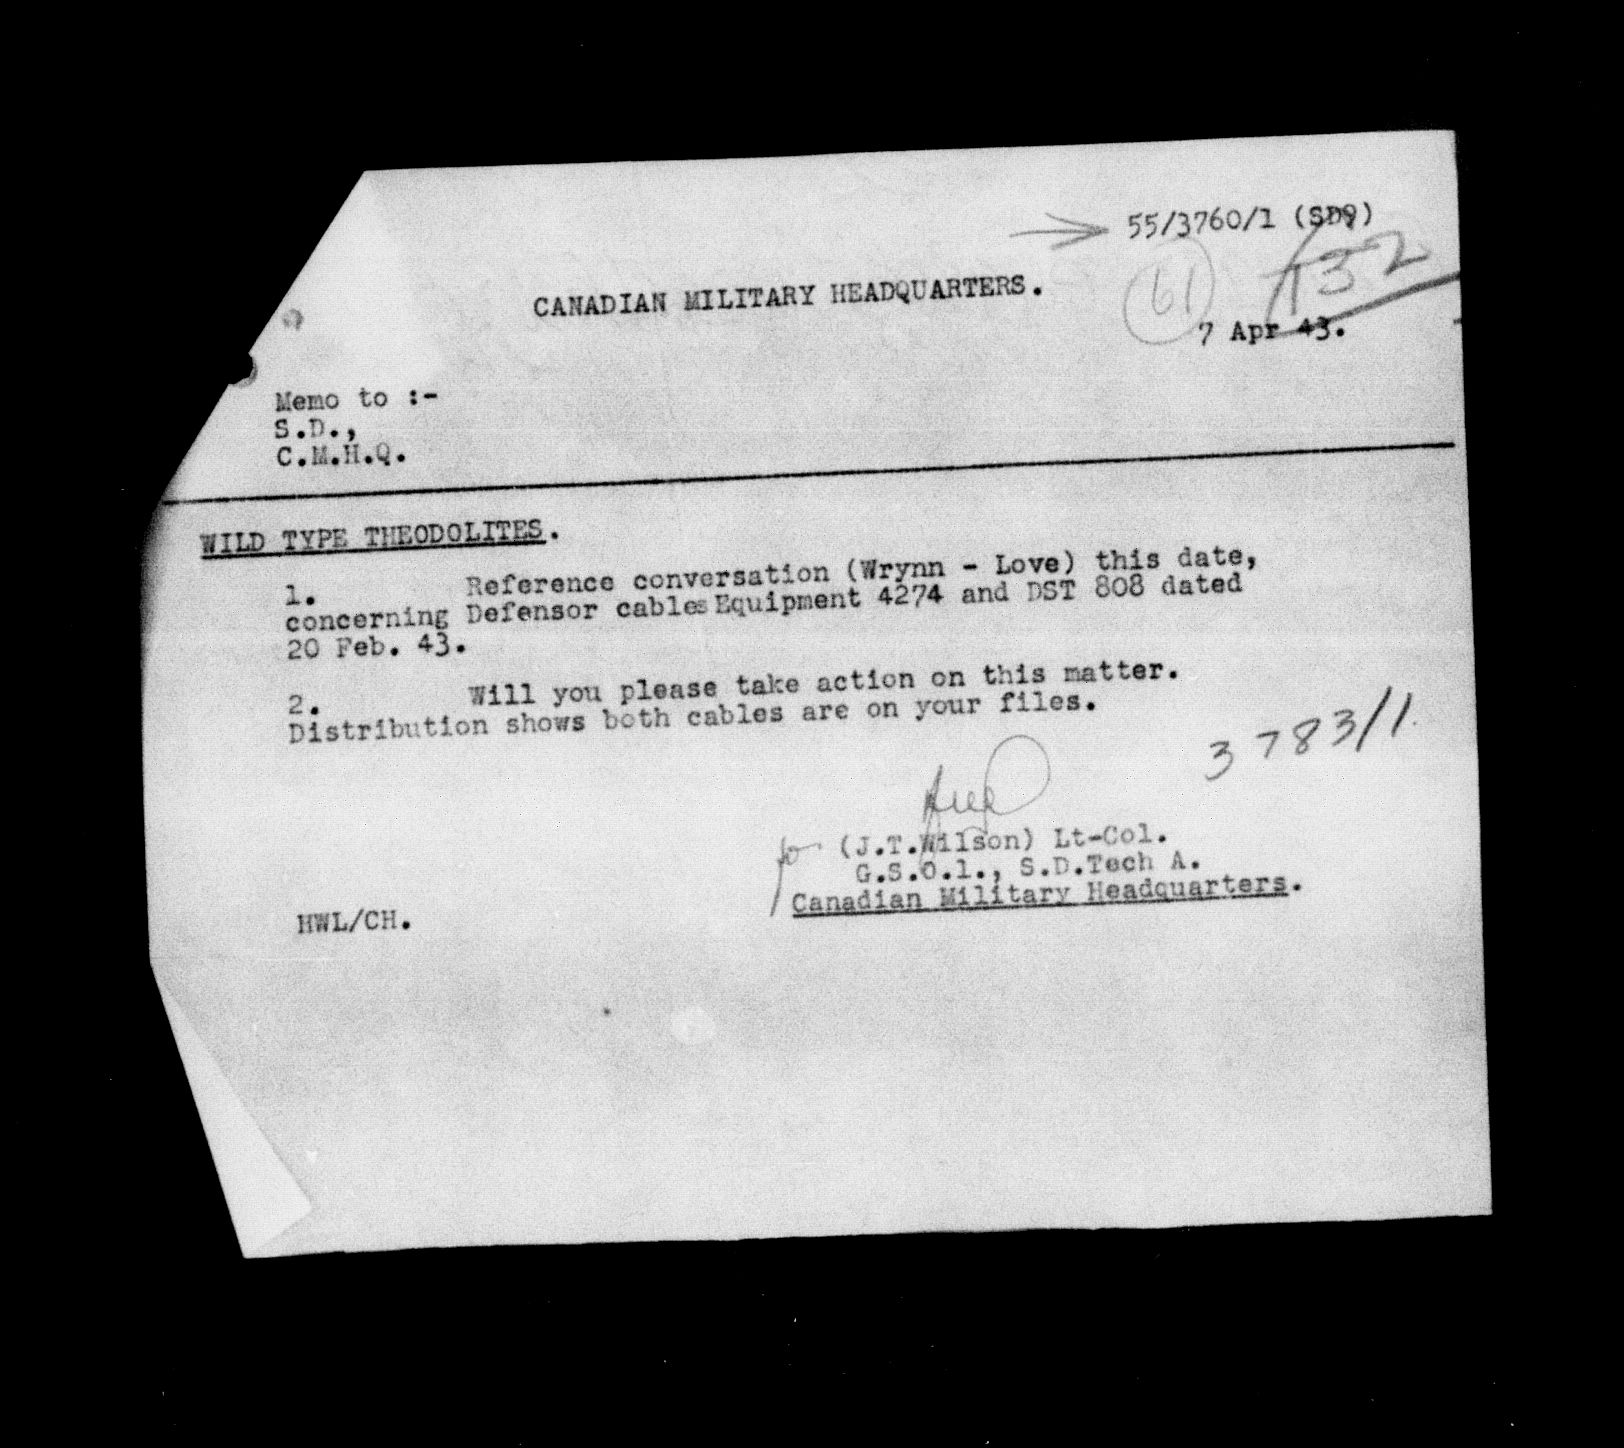 55/3760/1 (SD9)
61
132
CANADIAN MILITARY HEADQUARTERS.
7 Apr 43.
Memo to :-
S.D.,
C.M.H.Q.
WILD TYPE THEODOLITES.
1. Reference conversation (Wrynn - Love) this date,
concerning Defensor cables Equipment 4274 and DST 808 dated
20 Feb. 43.
2. Will you please take action on this matter.
Distribution shows both cables are on your files.
3783/1
for (J.T.Wilson) Lt-Col.
G.S.O.1., S.D.Tech A.
Canadian Military Headquarters.
HWL/CH.